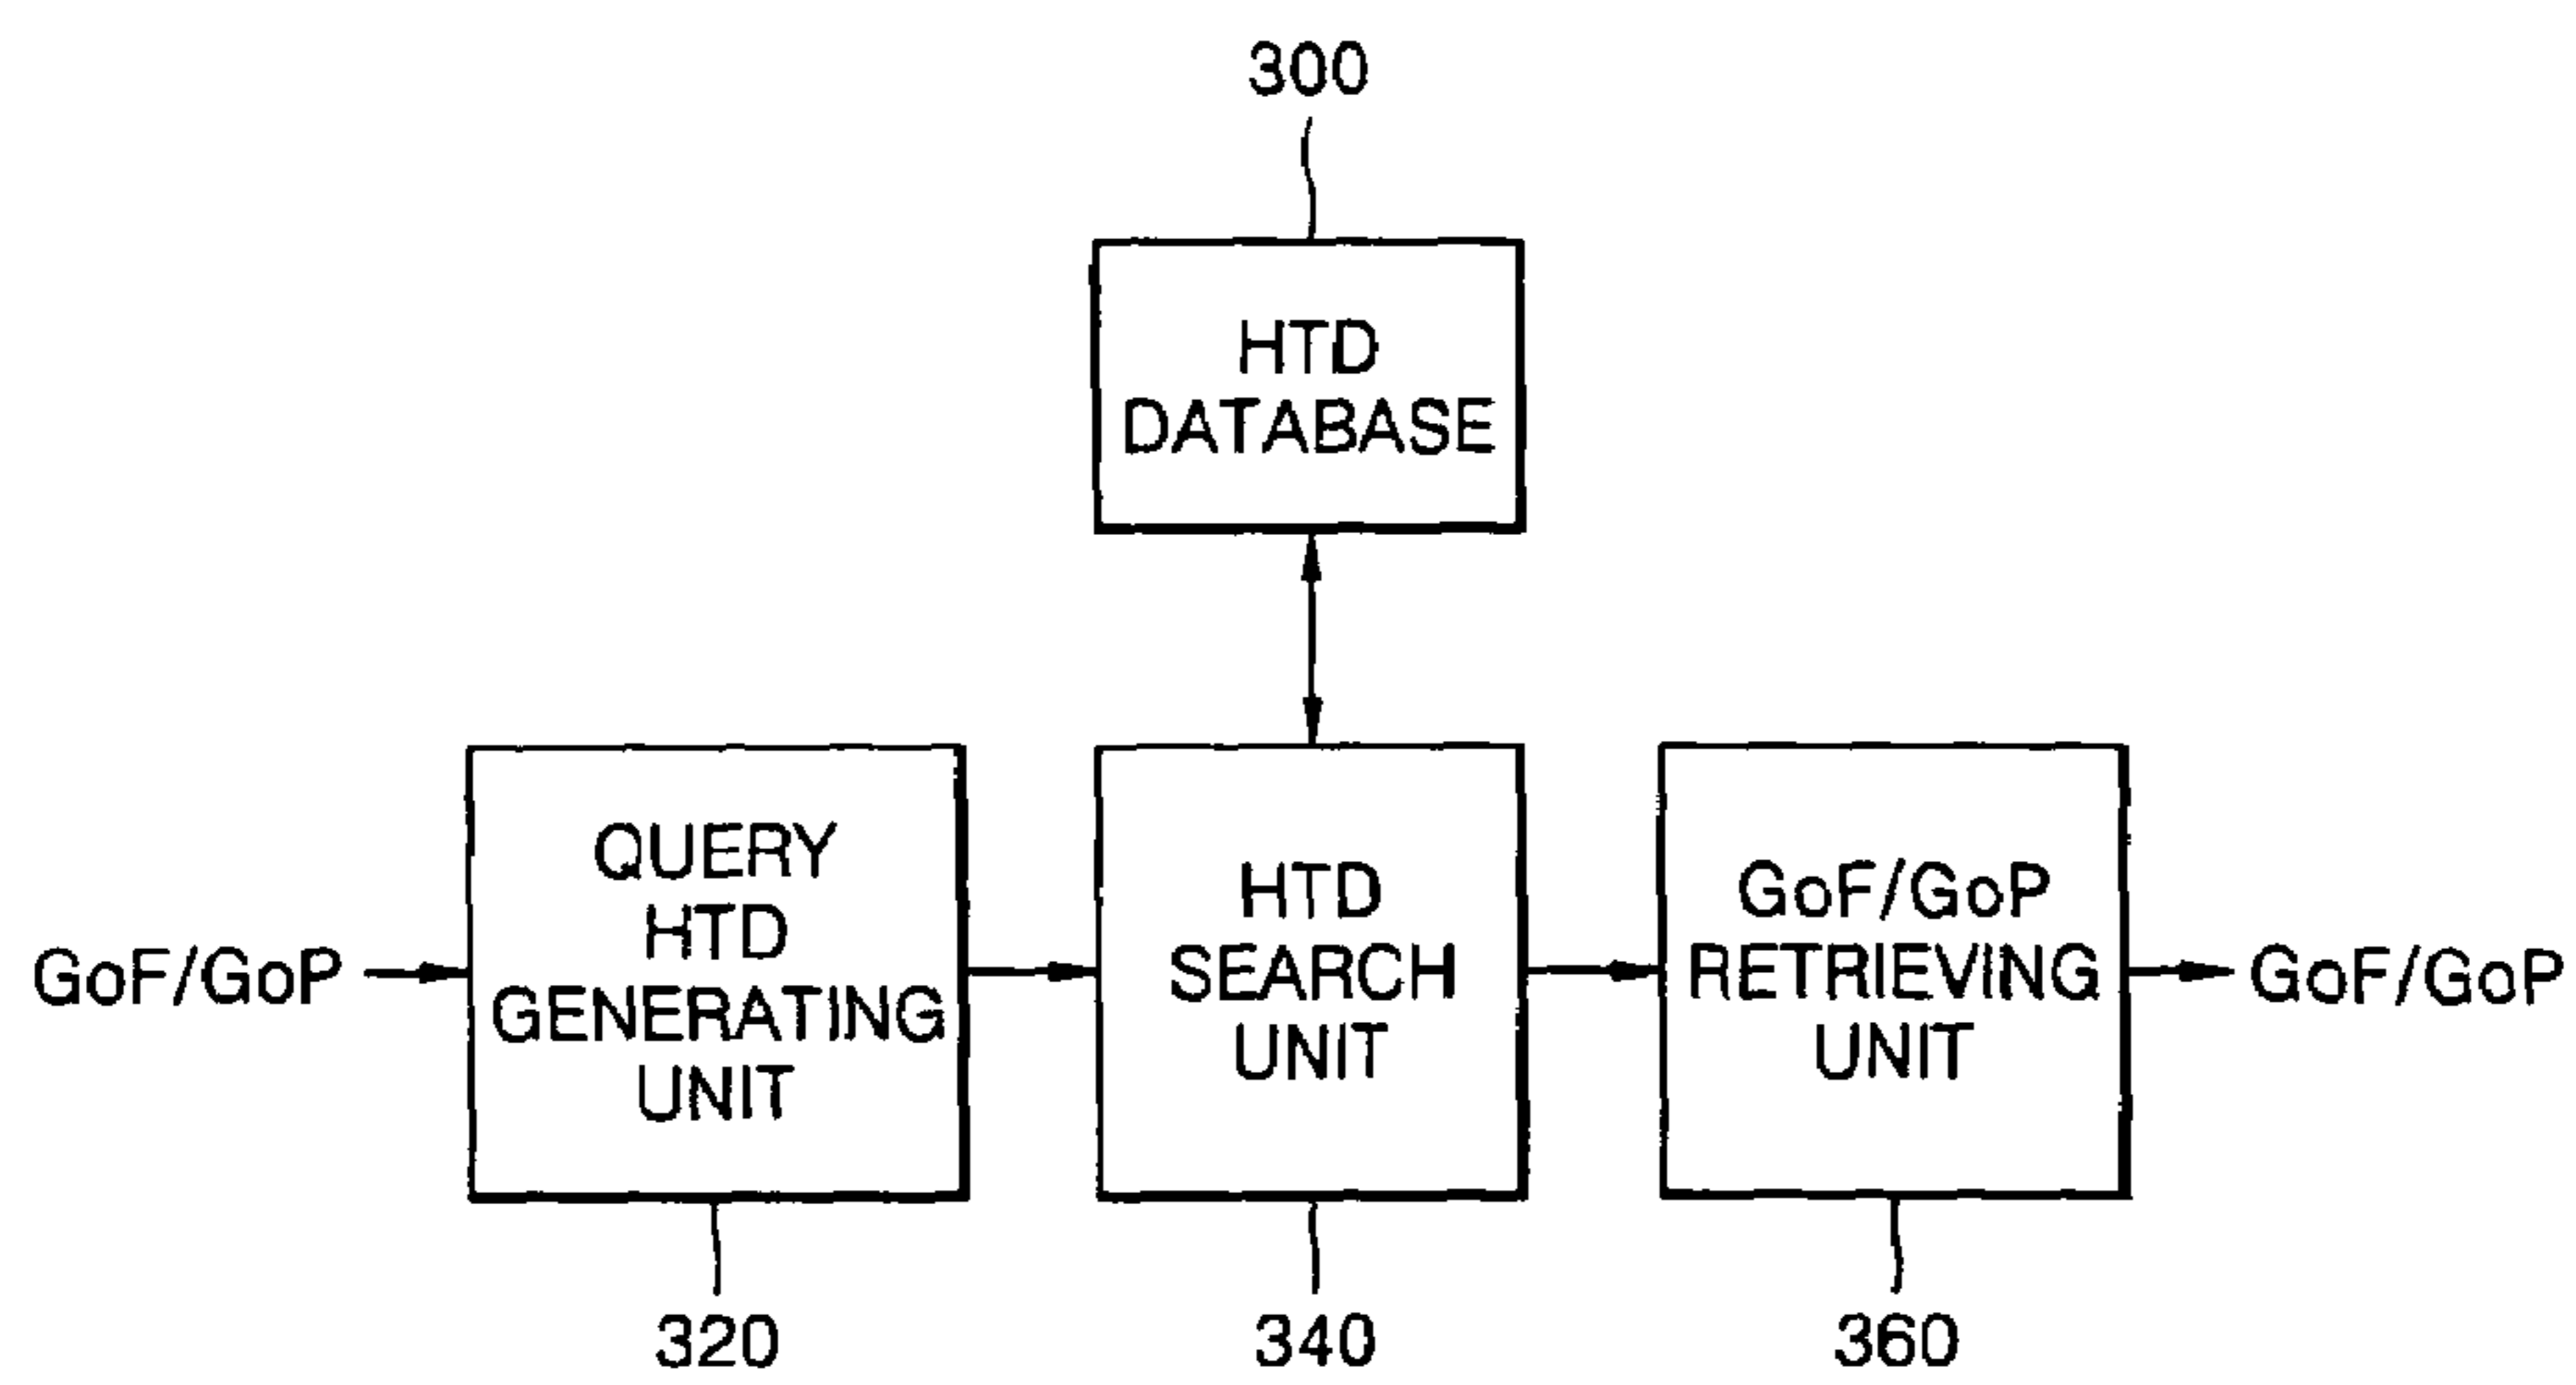 300
HTD
DATABASE
GoF/GoP
QUERY
HTD
GENERATING
UNIT
HTD
SEARCH
UNIT
GoF/GoP
RETRIEVING
UNIT
GoF/GoP
320
340
360